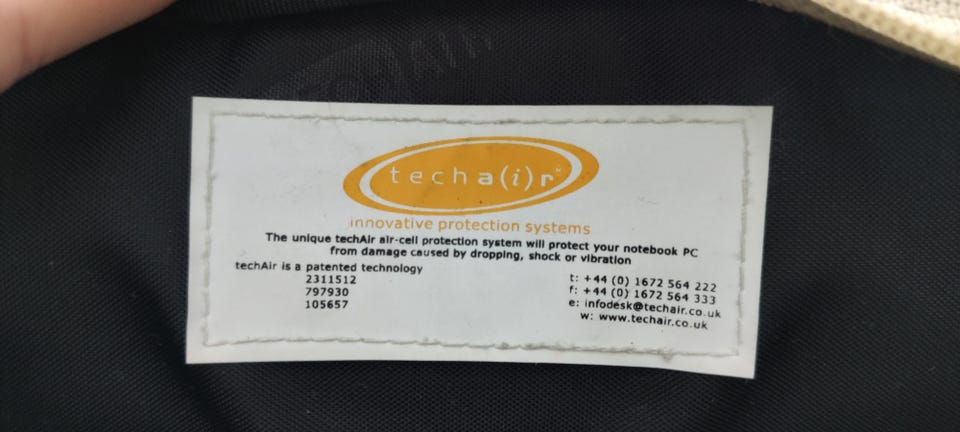 TECHAIR
techa(i)r™
innovative protection systems
The unique techAir air-cell protection system will protect your notebook PC
from damage caused by dropping, shock or vibration
techAir is a patented technology
2311512
797930
105657
t: +44 (0) 1672 564 222
f: +44 (0) 1672 564 333
e: infodesk@techair.co.uk
w: www.techair.co.uk